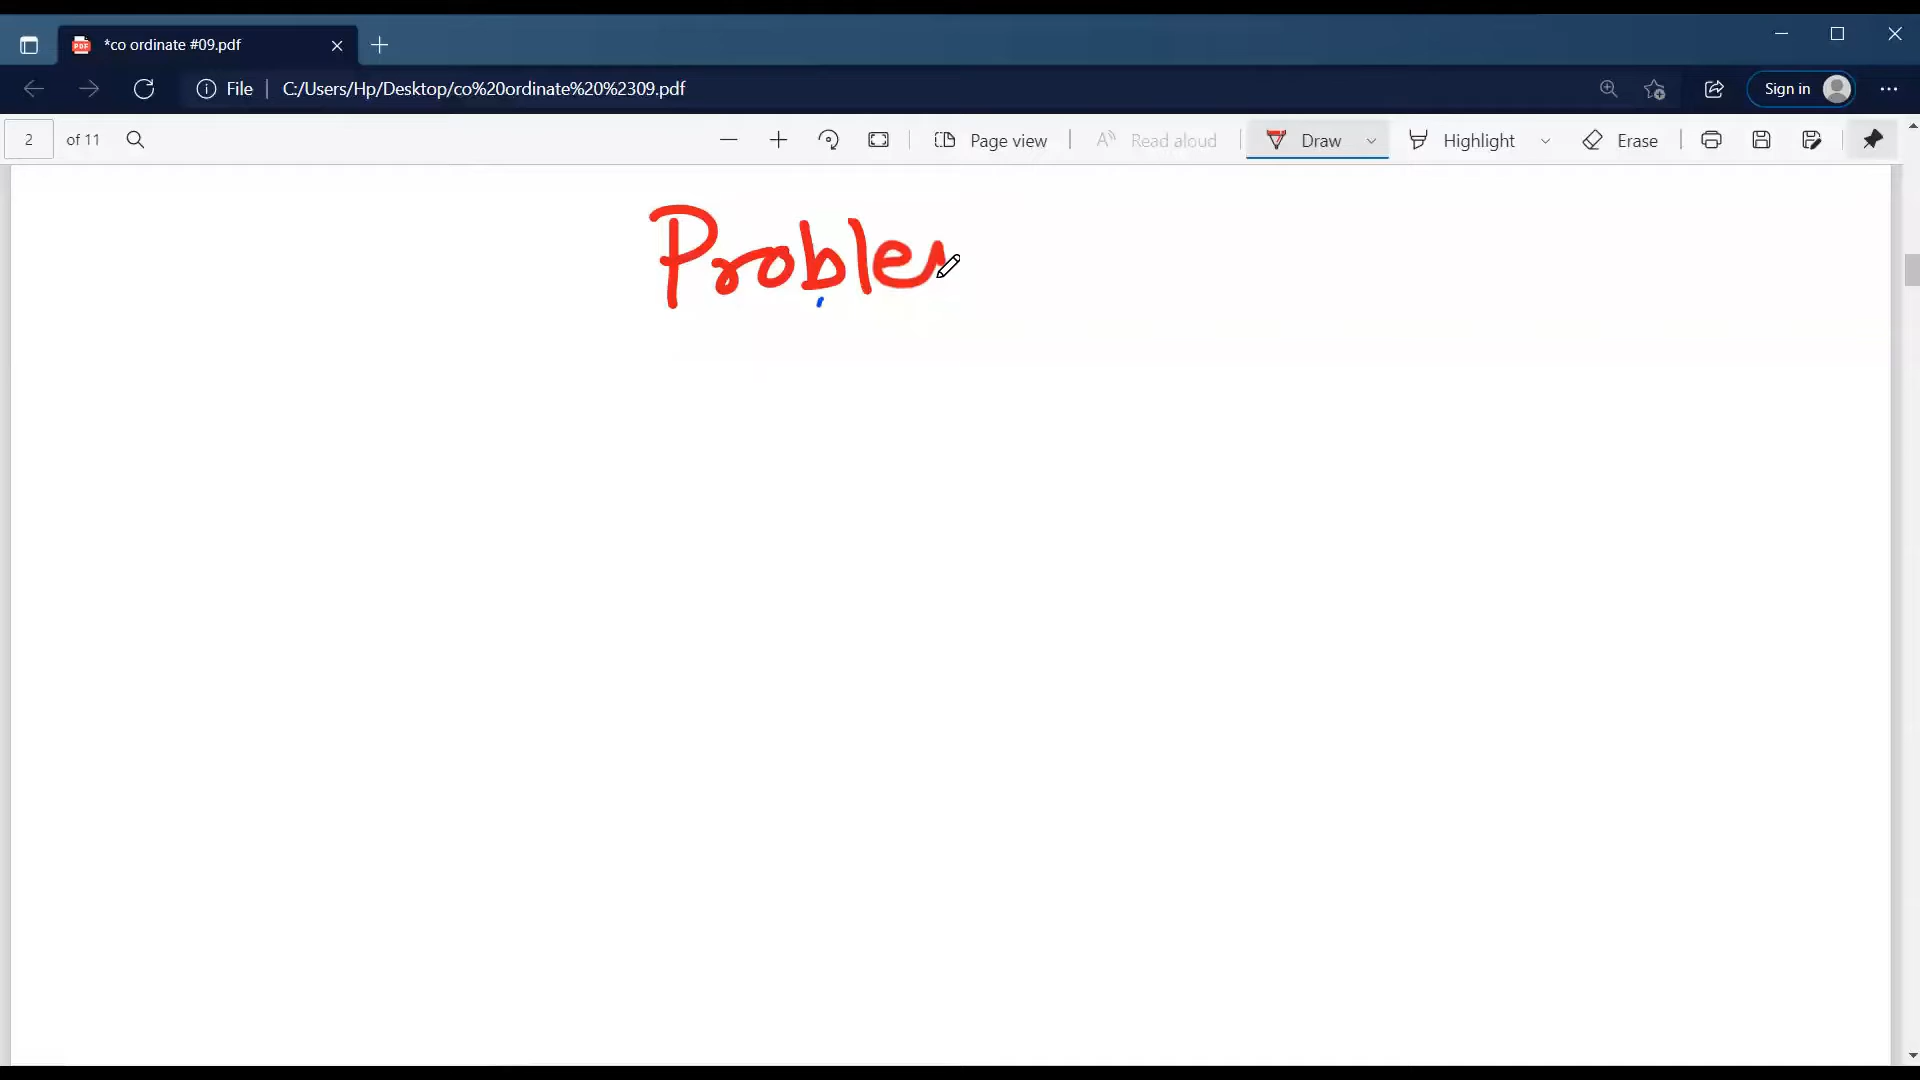 *co ordinate #09.pdf
File | C:/Users/Hp/Desktop/co%20ordinate%20%2309.pdf Sign in
2 of 11 Page view Read aloud Draw Highlight Erase
Proble